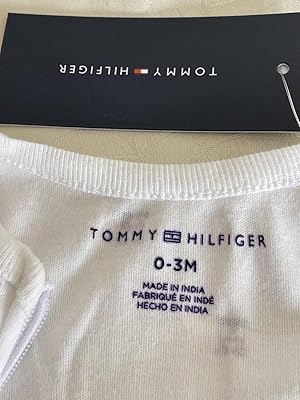 TOMMY HILFIGER
TOMMY HILFIGER
0-3M
MADE IN INDIA
FABRIQUÉ EN INDE
HECHO EN INDIA